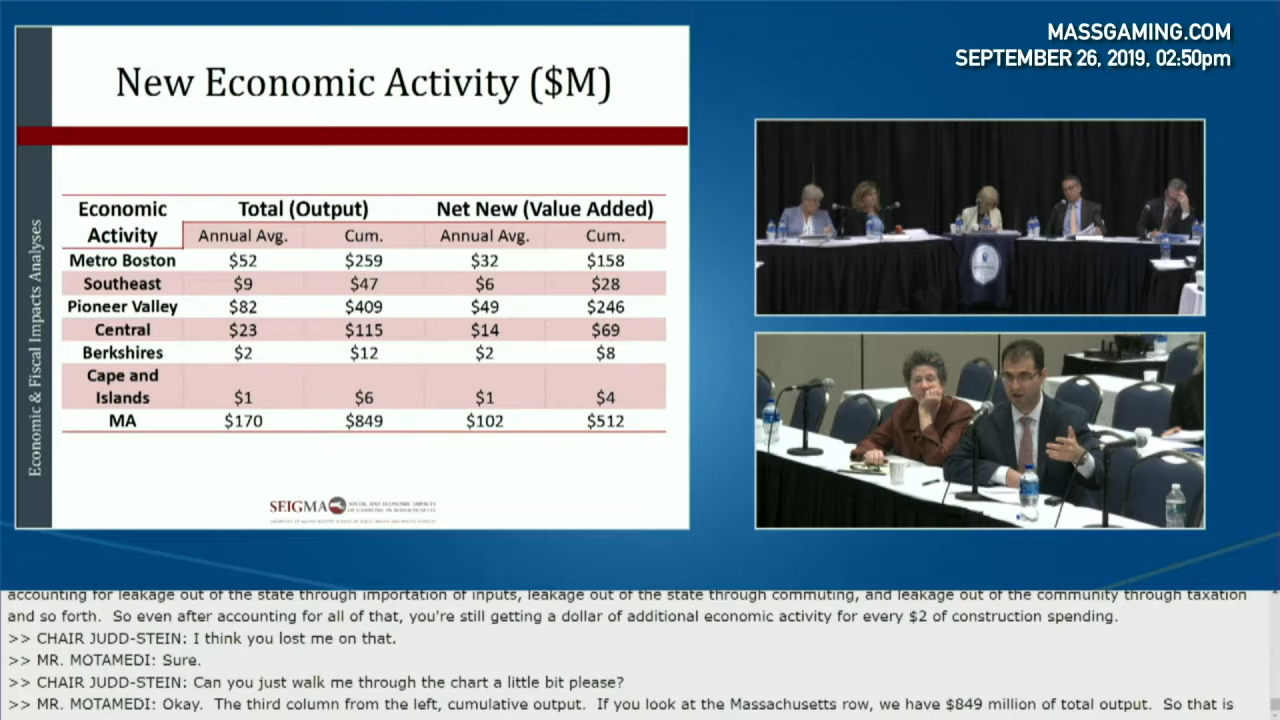 MASSGAMING.COM
SEPTEMBER 26, 2019, 02:50pm
New Economic Activity ($M)
Economic & Fiscal Impacts Analyses
Economic Activity Total (Output) Net New (Value Added)
Annual Avg. Cum. Annual Avg. Cum.
Metro Boston $52 $259 $32 $158
Southeast $9 $47 $6 $28
Pioneer Valley $82 $409 $49 $246
Central $23 $115 $14 $69
Berkshires $2 $12 $2 $8
Cape and
Islands $1 $6 $1 $4
MA $170 $849 $102 $512
SEIGMA SOCIAL AND ECONOMIC IMPACTS
OF GAMBLING IN MASSACHUSETTS
accounting for leakage out of the state through importation of inputs, leakage out of the state through commuting, and leakage out of the community through taxation
and so forth. So even after accounting for all of that, you're still getting a dollar of additional economic activity for every $2 of construction spending.
>> CHAIR JUDD-STEIN: I think you lost me on that.
>> MR. MOTAMEDI: Sure.
>> CHAIR JUDD-STEIN: Can you just walk me through the chart a little bit please?
>> MR. MOTAMEDI: Okay. The third column from the left, cumulative output. If you look at the Massachusetts row, we have $849 million of total output. So that is